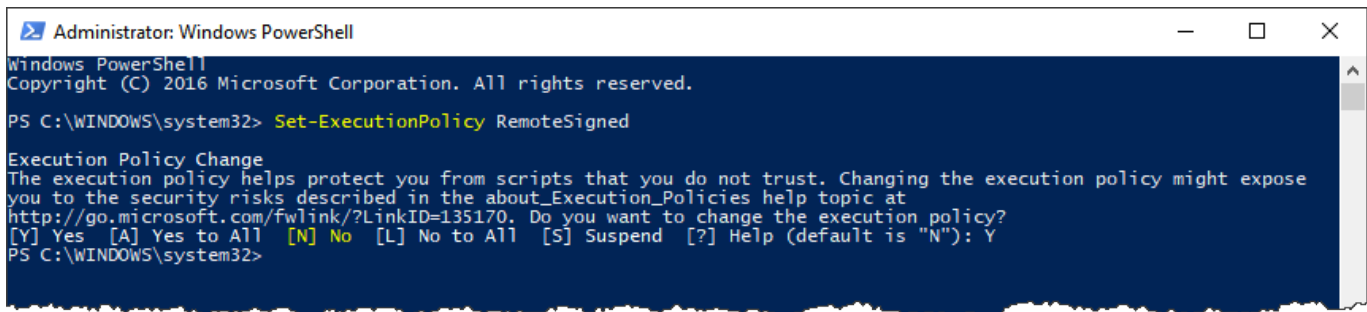 Administrator: Windows PowerShell
Windows PowerShell
Copyright (C) 2016 Microsoft Corporation. All rights reserved.
PS C:\WINDOWS\system32> Set-ExecutionPolicy RemoteSigned
Execution Policy Change
The execution policy helps protect you from scripts that you do not trust. Changing the execution policy might expose
you to the security risks described in the about_Execution_Policies help topic at
http://go.microsoft.com/fwlink/?LinkID=135170. Do you want to change the execution policy?
[Y] Yes  [A] Yes to All  [N] No  [L] No to All  [S] Suspend  [?] Help (default is "N"): Y
PS C:\WINDOWS\system32>